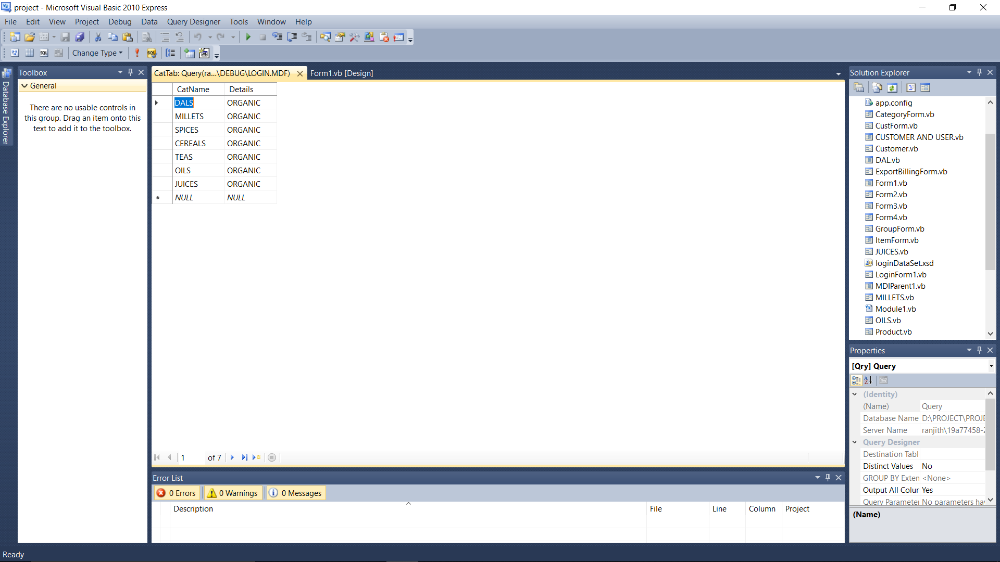 project - Microsoft Visual Basic 2010 Express
File Edit View Project Debug Data Query Designer Tools Window Help
SQL Change Type SQL
Database Explorer
Toolbox
General
There are no usable controls in
this group. Drag an item onto this
text to add it to the toolbox.
CatTab: Query(ra...\DEBUG\LOGIN.MDF) Form1.vb [Design]
CatName Details
DALS ORGANIC
MILLETS ORGANIC
SPICES ORGANIC
CEREALS ORGANIC
TEAS ORGANIC
OILS ORGANIC
JUICES ORGANIC
NULL NULL
1 of 7
Error List
0 Errors 0 Warnings 0 Messages
Description File Line Column Project
Solution Explorer
app.config
CategoryForm.vb
CustForm.vb
CUSTOMER AND USER.vb
Customer.vb
DAL.vb
ExportBillingForm.vb
Form1.vb
Form2.vb
Form3.vb
Form4.vb
GroupForm.vb
ItemForm.vb
JUICES.vb
loginDataSet.xsd
LoginForm1.vb
MDIParent1.vb
MILLETS.vb
Module1.vb
OILS.vb
Product.vb
Properties
[Qry] Query
(Identity)
(Name) Query
Database Name D:\PROJECT\PROJE
Server Name ranjith\19a77458-2
Query Designer
Destination Tabl
Distinct Values No
GROUP BY Exten <None>
Output All Colur Yes
Query Parameter No parameters hav
(Name)
Ready